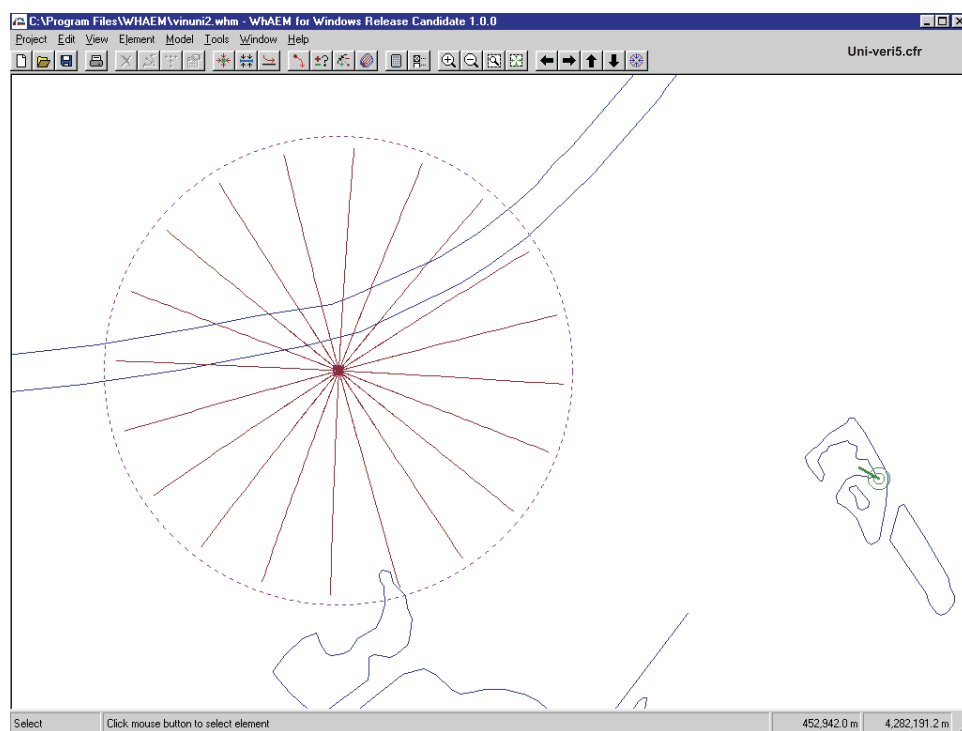 C:\Program Files\WHAEM\vinuni2.whm - WhAEM for Windows Release Candidate 1.0.0
Project Edit View Element Model Tools Window Help
Uni-veri5.cfr
Select Click mouse button to select element 452,942.0 m 4,282,191.2 m